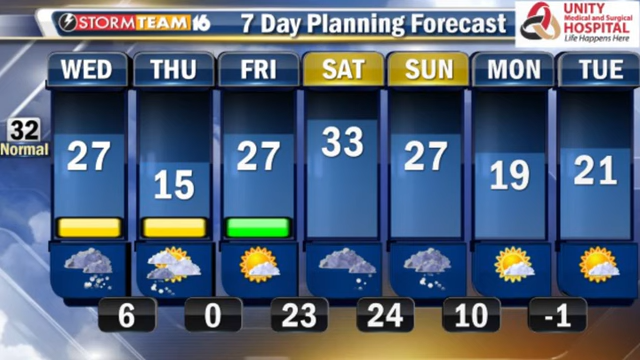 STORMTEAM 16
7 Day Planning Forecast
UNITY
Medical and Surgical
HOSPITAL
Life Happens Here
WED THU FRI SAT SUN MON TUE
32
Normal
27 15 27 33 27 19 21
6 0 23 24 10 -1